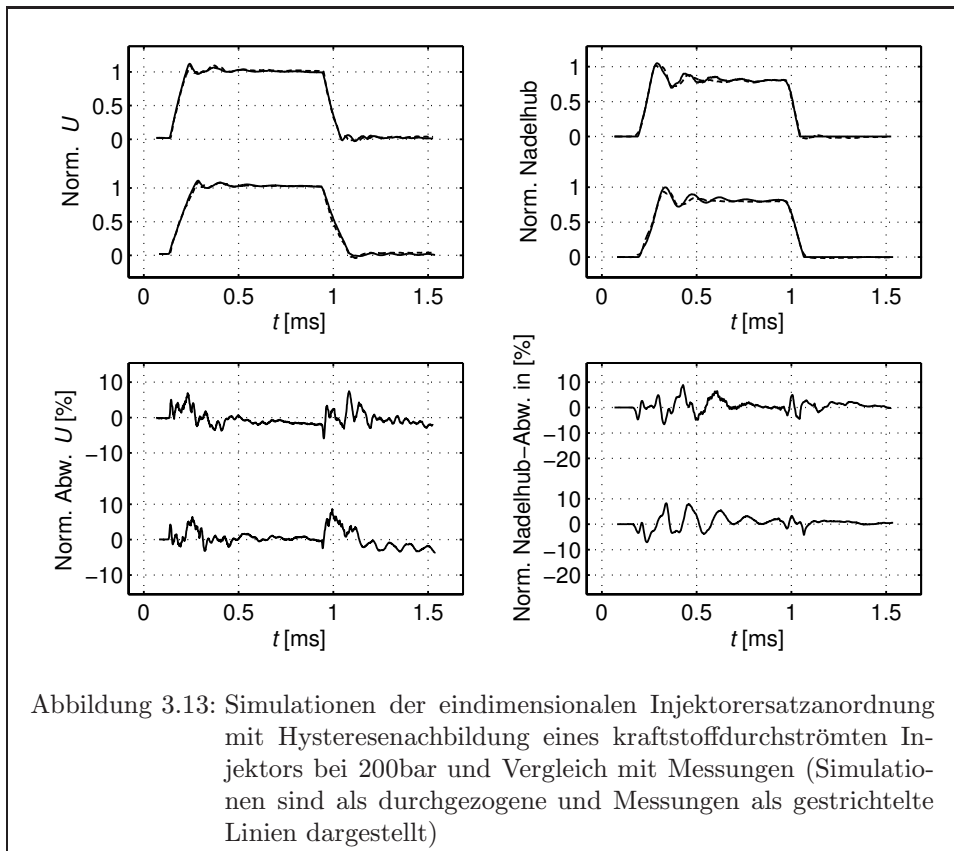 Norm. U
1
0.5
0
1
0.5
0
0 0.5 1 1.5
t [ms]
Norm. Nadelhub
1
0.5
0
1
0.5
0
0 0.5 1 1.5
t [ms]
Norm. Abw. U [%]
10
0
−10
10
0
−10
0 0.5 1 1.5
t [ms]
Norm. Nadelhub−Abw. in [%]
10
0
−10
−20
10
0
−10
−20
0 0.5 1 1.5
t [ms]
Abbildung 3.13: Simulationen der eindimensionalen Injektorersatzanordnung
mit Hysteresenachbildung eines kraftstoffdurchströmten In-
jektors bei 200bar und Vergleich mit Messungen (Simulatio-
nen sind als durchgezogene und Messungen als gestrichtelte
Linien dargestellt)